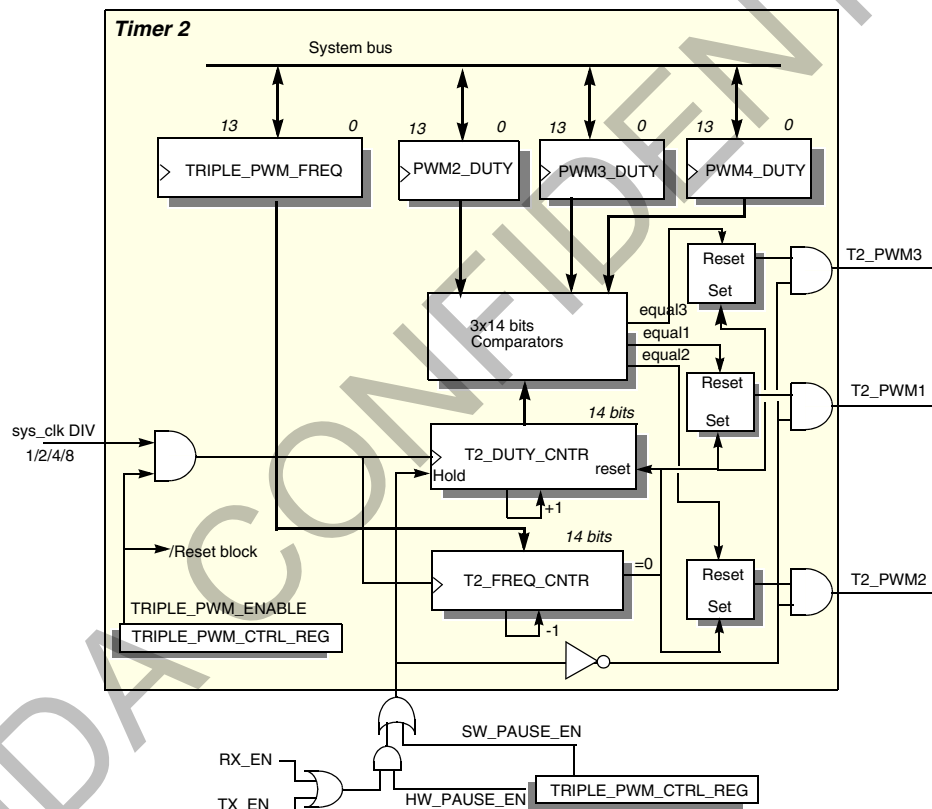 Timer 2
System bus
13 0
13 0
13 0
13 0
TRIPLE_PWM_FREQ
PWM2_DUTY
PWM3_DUTY
PWM4_DUTY
Reset
Set
T2_PWM3
3x14 bits
Comparators
equal3
equal1
equal2
Reset
Set
T2_PWM1
14 bits
sys_clk DIV
1/2/4/8
T2_DUTY_CNTR
reset
Hold
+1
14 bits
/Reset block
T2_FREQ_CNTR
=0
-1
Reset
Set
T2_PWM2
TRIPLE_PWM_ENABLE
TRIPLE_PWM_CTRL_REG
SW_PAUSE_EN
RX_EN
TX_EN
HW_PAUSE_EN
TRIPLE_PWM_CTRL_REG
DA CONFIDENT